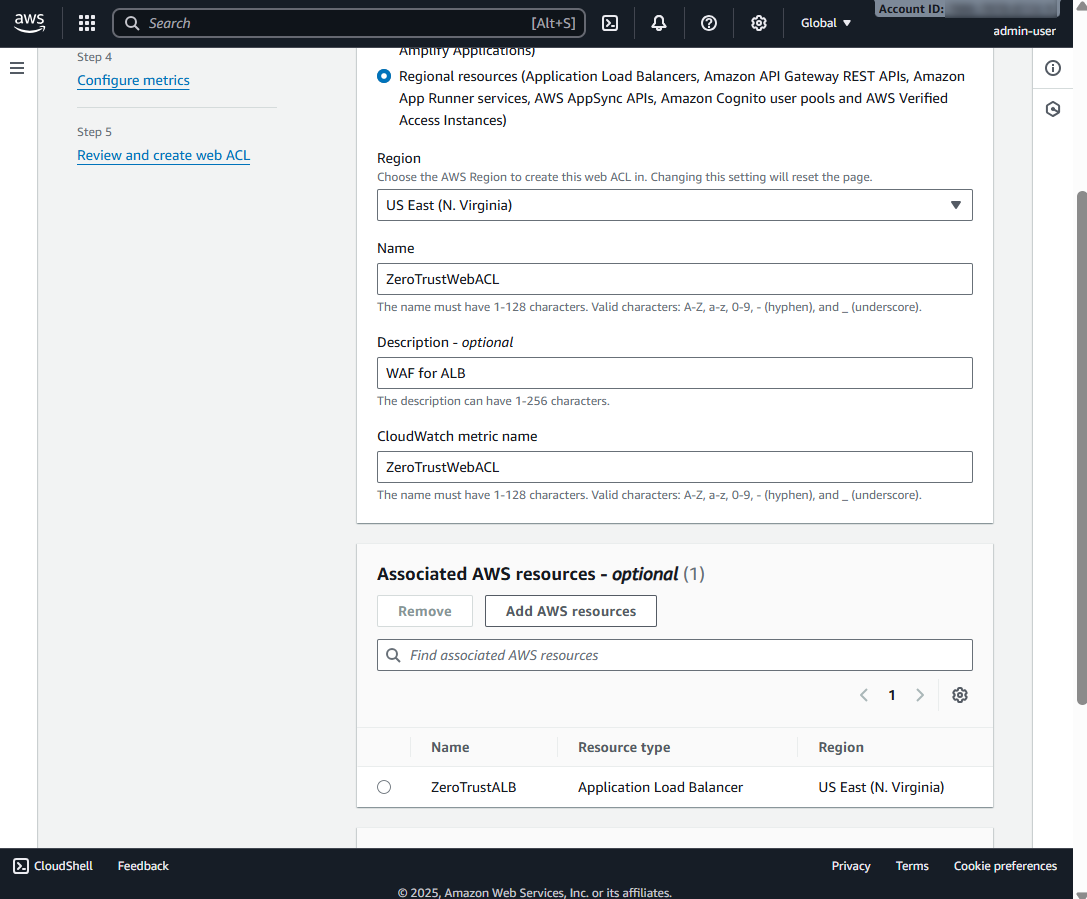 aws
Search
[Alt+S]
Global
Account ID:
admin-user
Step 4
Configure metrics
Step 5
Review and create web ACL
Amplify Applications)
Regional resources (Application Load Balancers, Amazon API Gateway REST APIs, Amazon
App Runner services, AWS AppSync APIs, Amazon Cognito user pools and AWS Verified
Access Instances)
Region
Choose the AWS Region to create this web ACL in. Changing this setting will reset the page.
US East (N. Virginia)
Name
ZeroTrustWebACL
The name must have 1-128 characters. Valid characters: A-Z, a-z, 0-9, - (hyphen), and _ (underscore).
Description - optional
WAF for ALB
The description can have 1-256 characters.
CloudWatch metric name
ZeroTrustWebACL
The name must have 1-128 characters. Valid characters: A-Z, a-z, 0-9, - (hyphen), and _ (underscore).
Associated AWS resources - optional (1)
Remove
Add AWS resources
Find associated AWS resources
1
Name Resource type Region
ZeroTrustALB Application Load Balancer US East (N. Virginia)
CloudShell Feedback Privacy Terms Cookie preferences
© 2025, Amazon Web Services, Inc. or its affiliates.